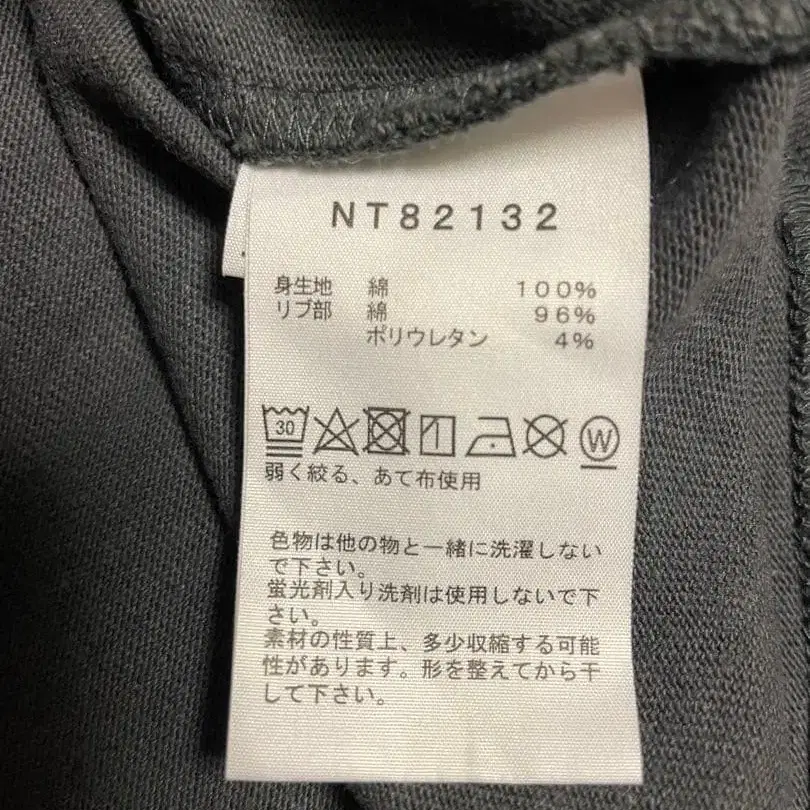 NT82132
身生地 綿 100%
リブ部 綿 96%
ポリウレタン 4%
30 W
弱く絞る、あて布使用
色物は他の物と一緒に洗濯しない
で下さい。
蛍光剤入り洗剤は使用しないで下
さい。
素材の性質上、多少収縮する可能
性があります。形を整えてから干
して下さい。